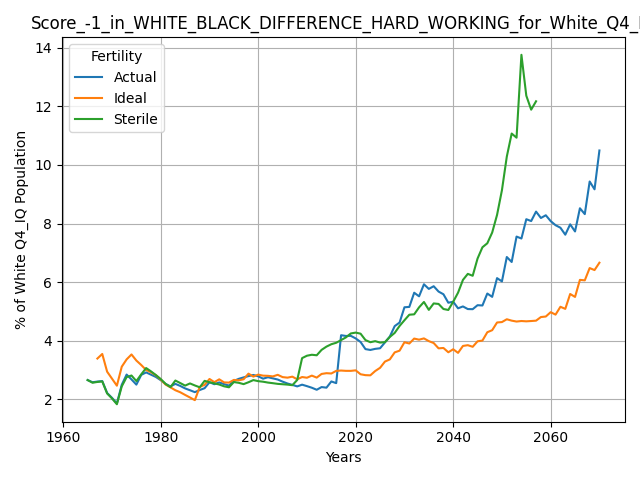 Score_-1_in_WHITE_BLACK_DIFFERENCE_HARD_WORKING_for_White_Q4_
Fertility
Actual
Ideal
Sterile
% of White Q4_IQ Population
14
12
10
8
6
4
2
1960 1980 2000 2020 2040 2060
Years